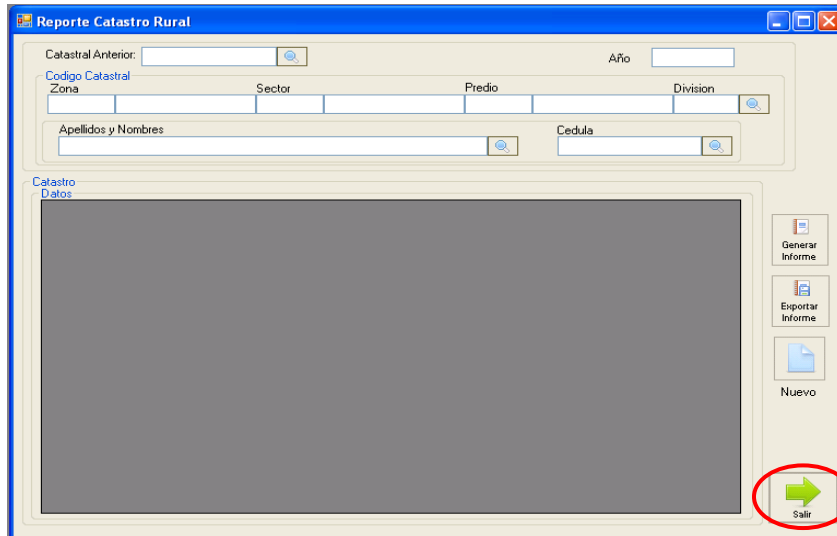 Reporte Catastro Rural
Catastral Anterior:
Año
Codigo Catastral
Zona Sector Predio Division
Apellidos y Nombres Cedula
Catastro
Datos
Generar
Informe
Exportar
Informe
Nuevo
Salir